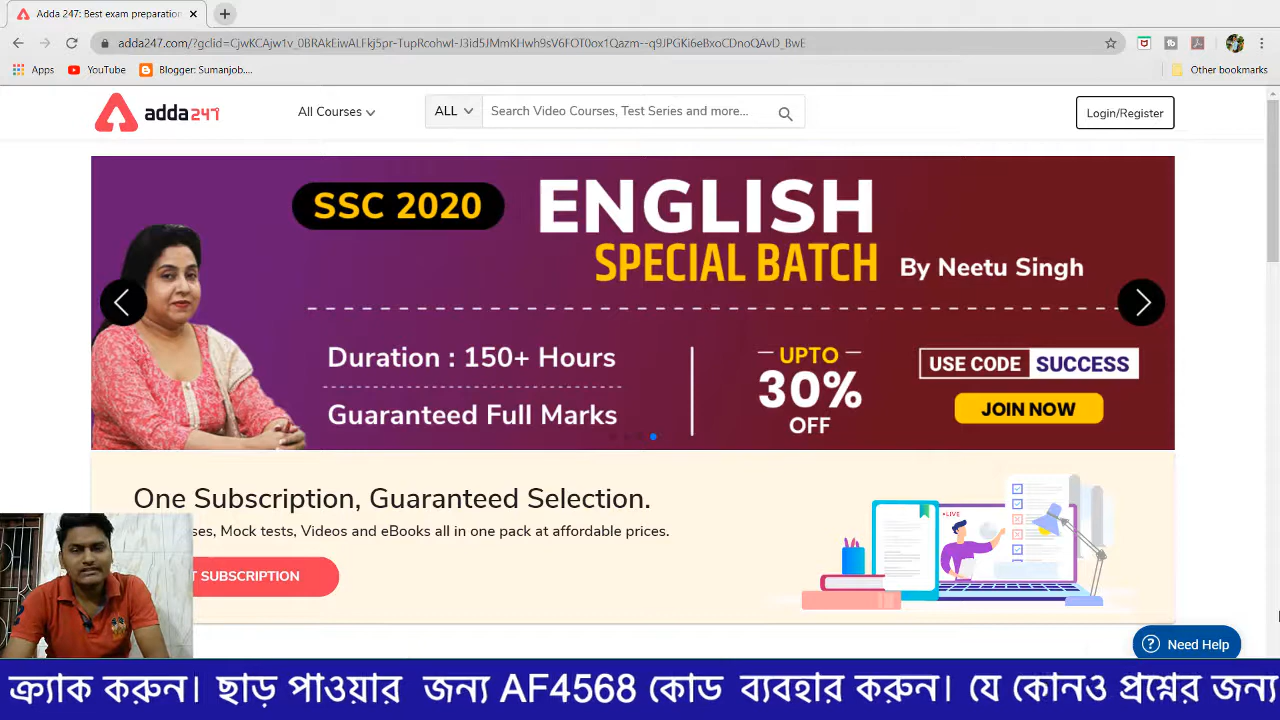 Adda 247: Best exam preparation
adda247.com/?gclid=CjwKCAjw1v_0BRAkEiwALFkj5pr-TupRcohwI-J3id5JMmKHwh9sV6FOT0ox1Qazm--q9JPGKi6eBxoCDnoQAvD_BwE
Apps YouTube Blogger: Sumanjob.... Other bookmarks
adda247 All Courses ALL Search Video Courses, Test Series and more... Login/Register
SSC 2020 ENGLISH
SPECIAL BATCH By Neetu Singh
Duration : 150+ Hours
Guaranteed Full Marks
UPTO
30%
OFF
USE CODE SUCCESS
JOIN NOW
One Subscription, Guaranteed Selection.
Mock tests, and eBooks all in one pack at affordable prices.
LIVE
SUBSCRIPTION
Need Help
ক্র্যাক করুন। ছাড় পাওয়ার জন্য AF4568 কোড ব্যবহার করুন। যে কোনও প্রশ্নের জন্য